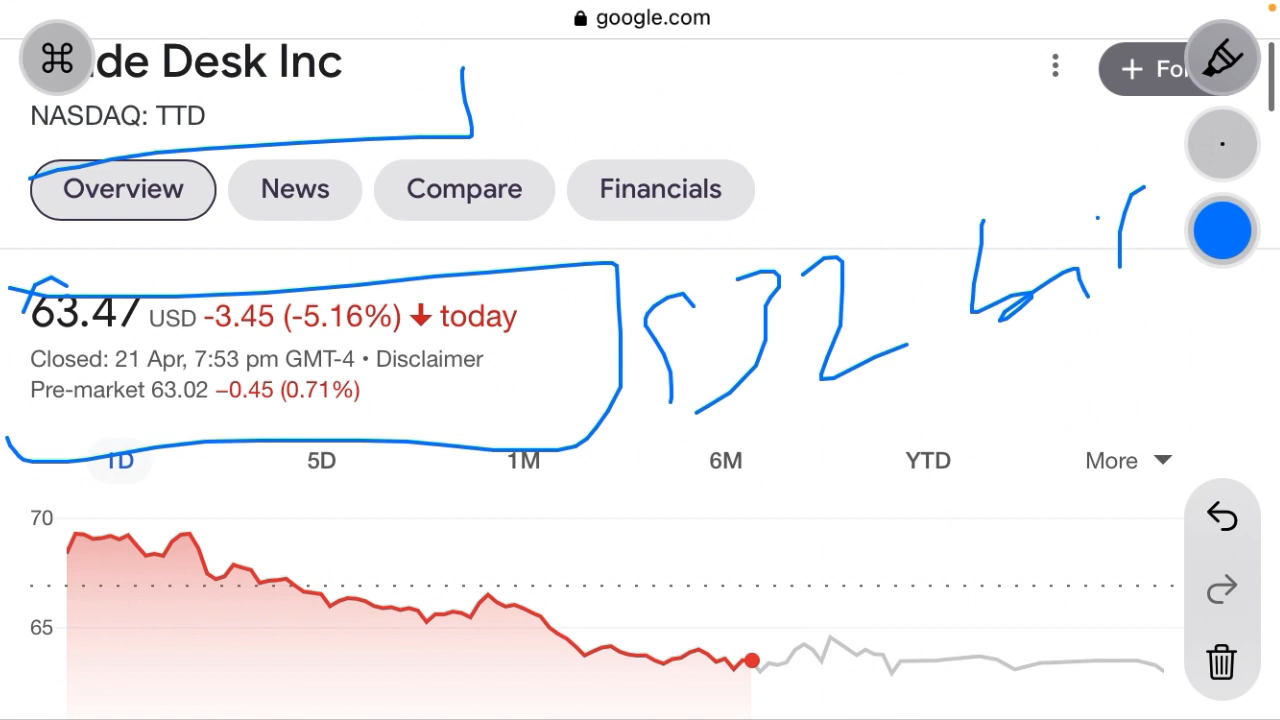 google.com
de Desk Inc
+ Fol
NASDAQ: TTD
Overview News Compare Financials
63.47 USD -3.45 (-5.16%) ↓ today
Closed: 21 Apr, 7:53 pm GMT-4 • Disclaimer
Pre-market 63.02 −0.45 (0.71%)
1D 5D 1M 6M YTD More
70
65